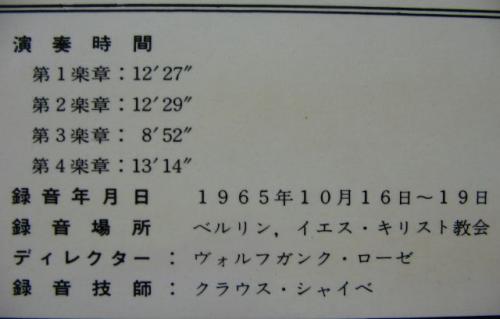 演奏時間
第1楽章：12′27″
第2楽章：12′29″
第3楽章： 8′52″
第4楽章：13′14″
録音年月日　1965年10月16日〜19日
録音場所　ベルリン，イエス・キリスト教会
ディレクター：ヴォルフガンク・ローゼ
録音技師：クラウス・シャイベ